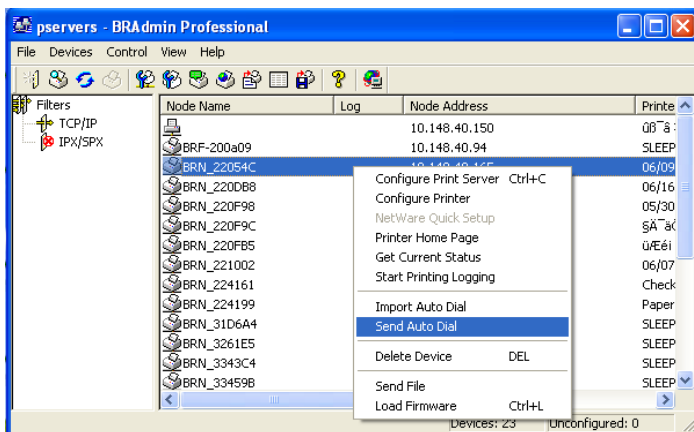 pservers - BRAdmin Professional
File Devices Control View Help
Filters
TCP/IP
IPX/SPX
Node Name Log Node Address Printe
10.148.40.150
BRF-200a09 10.148.40.94 SLEEP
BRN_22054C 06/09
BRN_220DB8 06/16
BRN_220F98 05/30
BRN_220F9C
BRN_220FB5
BRN_221002 06/07
BRN_224161 Check
BRN_224199 Paper
BRN_31D6A4 SLEEP
BRN_3261E5 SLEEP
BRN_3343C4 SLEEP
BRN_33459B SLEEP
Configure Print Server Ctrl+C
Configure Printer
NetWare Quick Setup
Printer Home Page
Get Current Status
Start Printing Logging
Import Auto Dial
Send Auto Dial
Delete Device DEL
Send File
Load Firmware Ctrl+L
Devices: 23 Unconfigured: 0